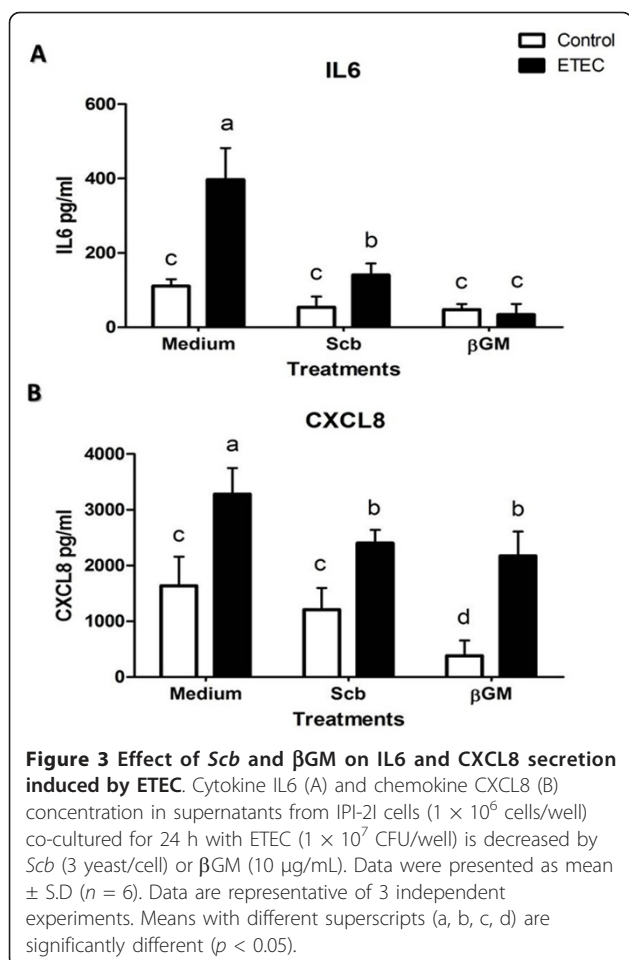 A
IL6
Control
ETEC
600
400
200
0
IL6 pg/ml
a
c
c
b
c
c
Medium
Scb
βGM
Treatments
B
CXCL8
4000
3000
2000
1000
0
CXCL8 pg/ml
a
c
c
b
d
b
Medium
Scb
βGM
Treatments
Figure 3 Effect of Scb and βGM on IL6 and CXCL8 secretion
induced by ETEC. Cytokine IL6 (A) and chemokine CXCL8 (B)
concentration in supernatants from IPI-2I cells (1 × 10⁶ cells/well)
co-cultured for 24 h with ETEC (1 × 10⁷ CFU/well) is decreased by
Scb (3 yeast/cell) or βGM (10 μg/mL). Data were presented as mean
± S.D (n = 6). Data are representative of 3 independent
experiments. Means with different superscripts (a, b, c, d) are
significantly different (p < 0.05).